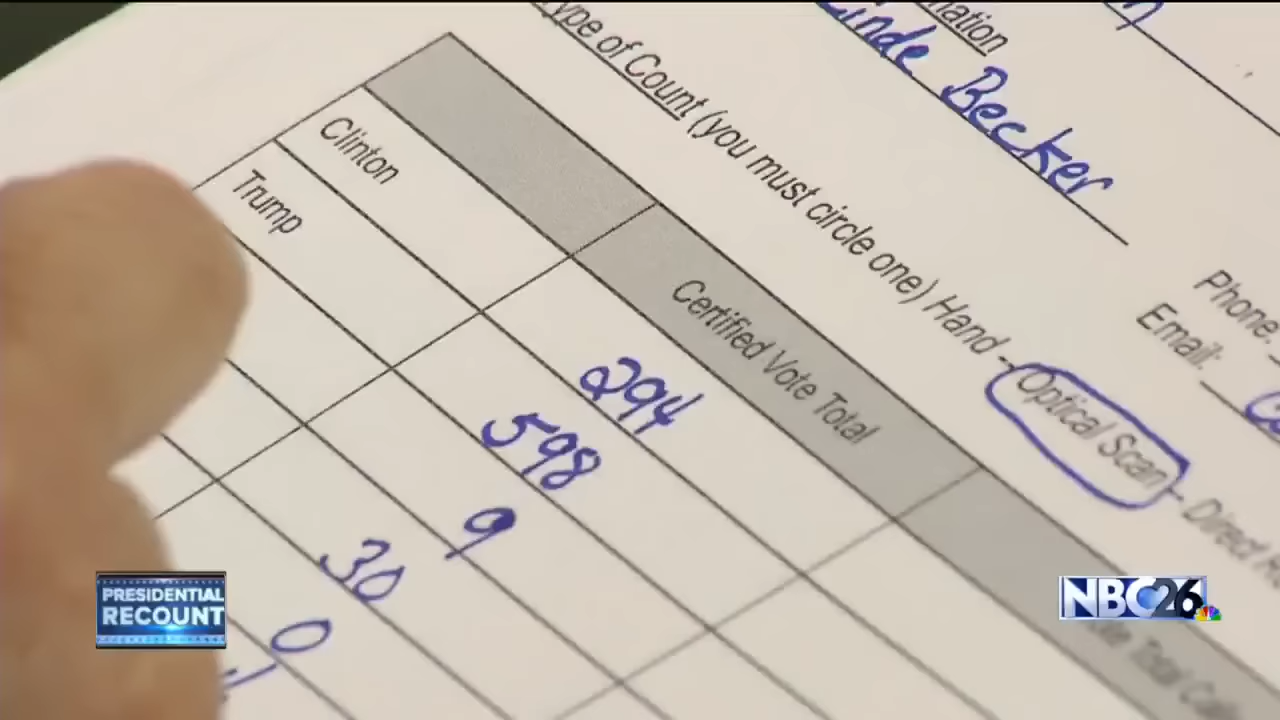 mation
Linde Becker
Phone:
Email:
Type of Count (you must circle one) Hand - Optical Scan - Direct
Certified Vote Total
Clinton 294
Trump 598
9
30
0
PRESIDENTIAL
RECOUNT
NBC26